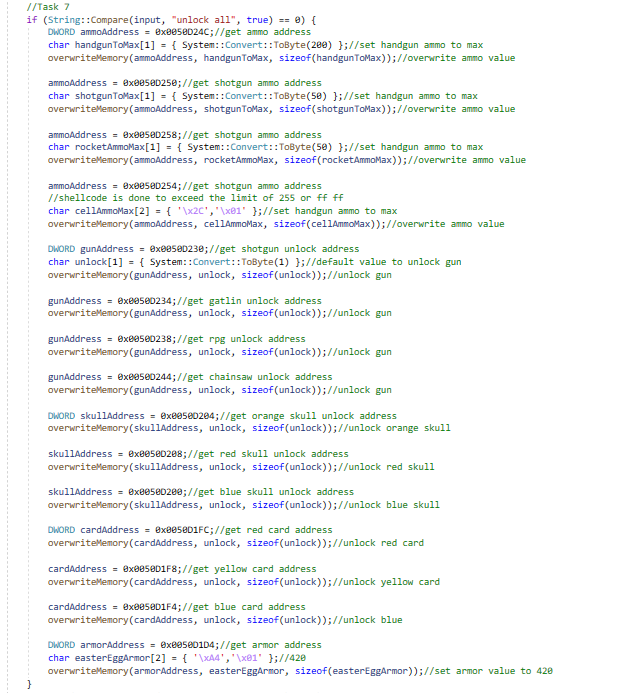 //Task 7
if (String::Compare(input, "unlock all", true) == 0) {
DWORD ammoAddress = 0x0050D24C;//get ammo address
char handgunToMax[1] = { System::Convert::ToByte(200) };//set handgun ammo to max
overwriteMemory(ammoAddress, handgunToMax, sizeof(handgunToMax));//overwrite ammo value
ammoAddress = 0x0050D250;//get shotgun ammo address
char shotgunToMax[1] = { System::Convert::ToByte(50) };//set handgun ammo to max
overwriteMemory(ammoAddress, shotgunToMax, sizeof(shotgunToMax));//overwrite ammo value
ammoAddress = 0x0050D258;//get shotgun ammo address
char rocketAmmoMax[1] = { System::Convert::ToByte(50) };//set handgun ammo to max
overwriteMemory(ammoAddress, rocketAmmoMax, sizeof(rocketAmmoMax));//overwrite ammo value
ammoAddress = 0x0050D254;//get shotgun ammo address
//shellcode is done to exceed the limit of 255 or ff ff
char cellAmmoMax[2] = { '\x2C','\x01' };//set handgun ammo to max
overwriteMemory(ammoAddress, cellAmmoMax, sizeof(cellAmmoMax));//overwrite ammo value
DWORD gunAddress = 0x0050D230;//get shotgun unlock address
char unlock[1] = { System::Convert::ToByte(1) };//default value to unlock gun
overwriteMemory(gunAddress, unlock, sizeof(unlock));//unlock gun
gunAddress = 0x0050D234;//get gatlin unlock address
overwriteMemory(gunAddress, unlock, sizeof(unlock));//unlock gun
gunAddress = 0x0050D238;//get rpg unlock address
overwriteMemory(gunAddress, unlock, sizeof(unlock));//unlock gun
gunAddress = 0x0050D244;//get chainsaw unlock address
overwriteMemory(gunAddress, unlock, sizeof(unlock));//unlock gun
DWORD skullAddress = 0x0050D204;//get orange skull unlock address
overwriteMemory(skullAddress, unlock, sizeof(unlock));//unlock orange skull
skullAddress = 0x0050D208;//get red skull unlock address
overwriteMemory(skullAddress, unlock, sizeof(unlock));//unlock red skull
skullAddress = 0x0050D200;//get blue skull unlock address
overwriteMemory(skullAddress, unlock, sizeof(unlock));//unlock blue skull
DWORD cardAddress = 0x0050D1FC;//get red card address
overwriteMemory(cardAddress, unlock, sizeof(unlock));//unlock red card
cardAddress = 0x0050D1F8;//get yellow card address
overwriteMemory(cardAddress, unlock, sizeof(unlock));//unlock yellow card
cardAddress = 0x0050D1F4;//get blue card address
overwriteMemory(cardAddress, unlock, sizeof(unlock));//unlock blue
DWORD armorAddress = 0x0050D1D4;//get armor address
char easterEggArmor[2] = { '\xA4','\x01' };//420
overwriteMemory(armorAddress, easterEggArmor, sizeof(easterEggArmor));//set armor value to 420
}